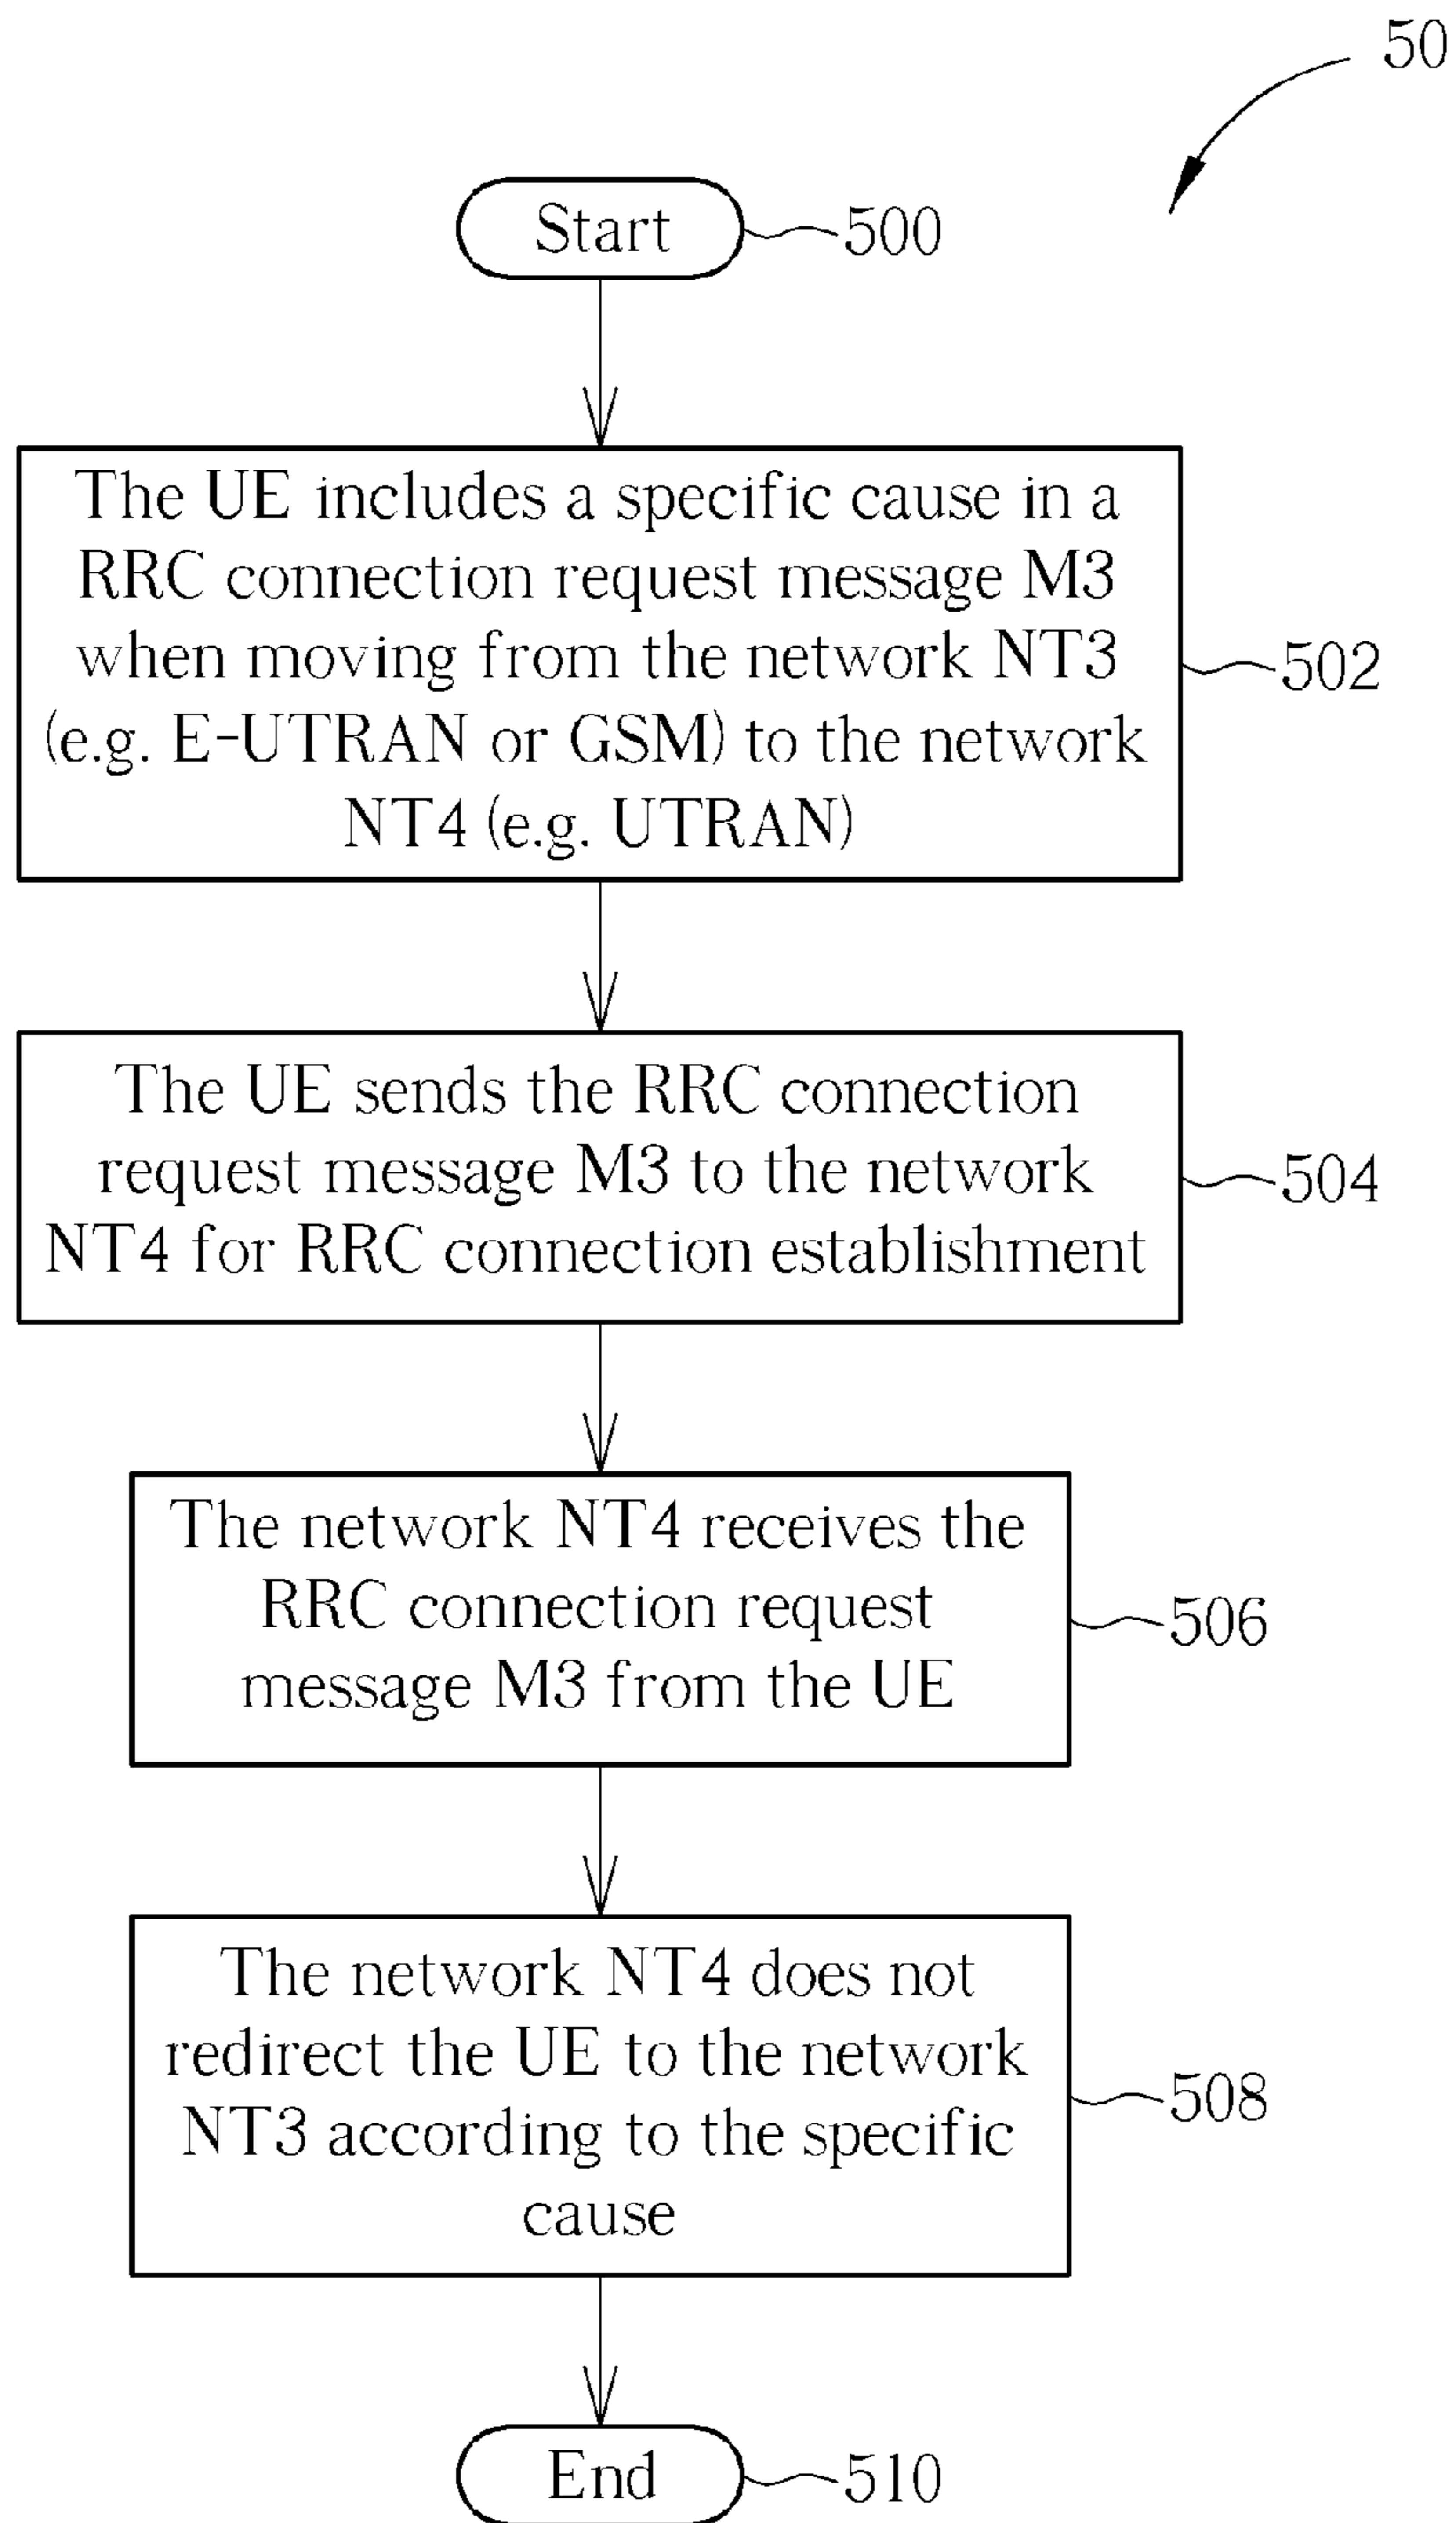 50
Start
500
The UE includes a specific cause in a
RRC connection request message M3
when moving from the network NT3
(e.g. E-UTRAN or GSM) to the network
NT4 (e.g. UTRAN)
502
The UE sends the RRC connection
request message M3 to the network
NT4 for RRC connection establishment
504
The network NT4 receives the
RRC connection request
message M3 from the UE
506
The network NT4 does not
redirect the UE to the network
NT3 according to the specific
cause
508
End
510